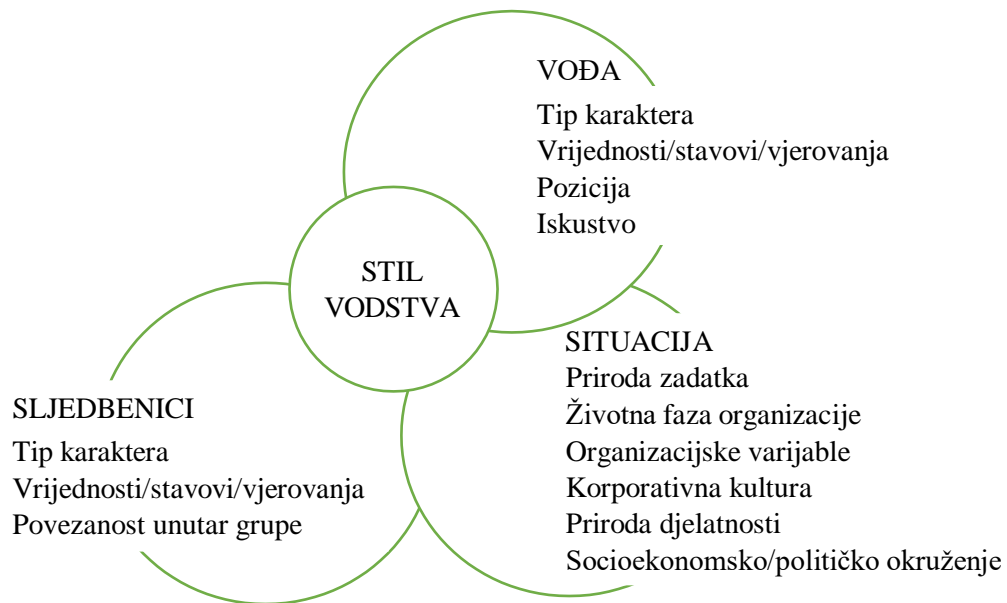 VOĐA
Tip karaktera
Vrijednosti/stavovi/vjerovanja
Pozicija
Iskustvo
STIL
VODSTVA
SITUACIJA
Priroda zadatka
Životna faza organizacije
Organizacijske varijable
Korporativna kultura
Priroda djelatnosti
Socioekonomsko/političko okruženje
SLJEDBENICI
Tip karaktera
Vrijednosti/stavovi/vjerovanja
Povezanost unutar grupe